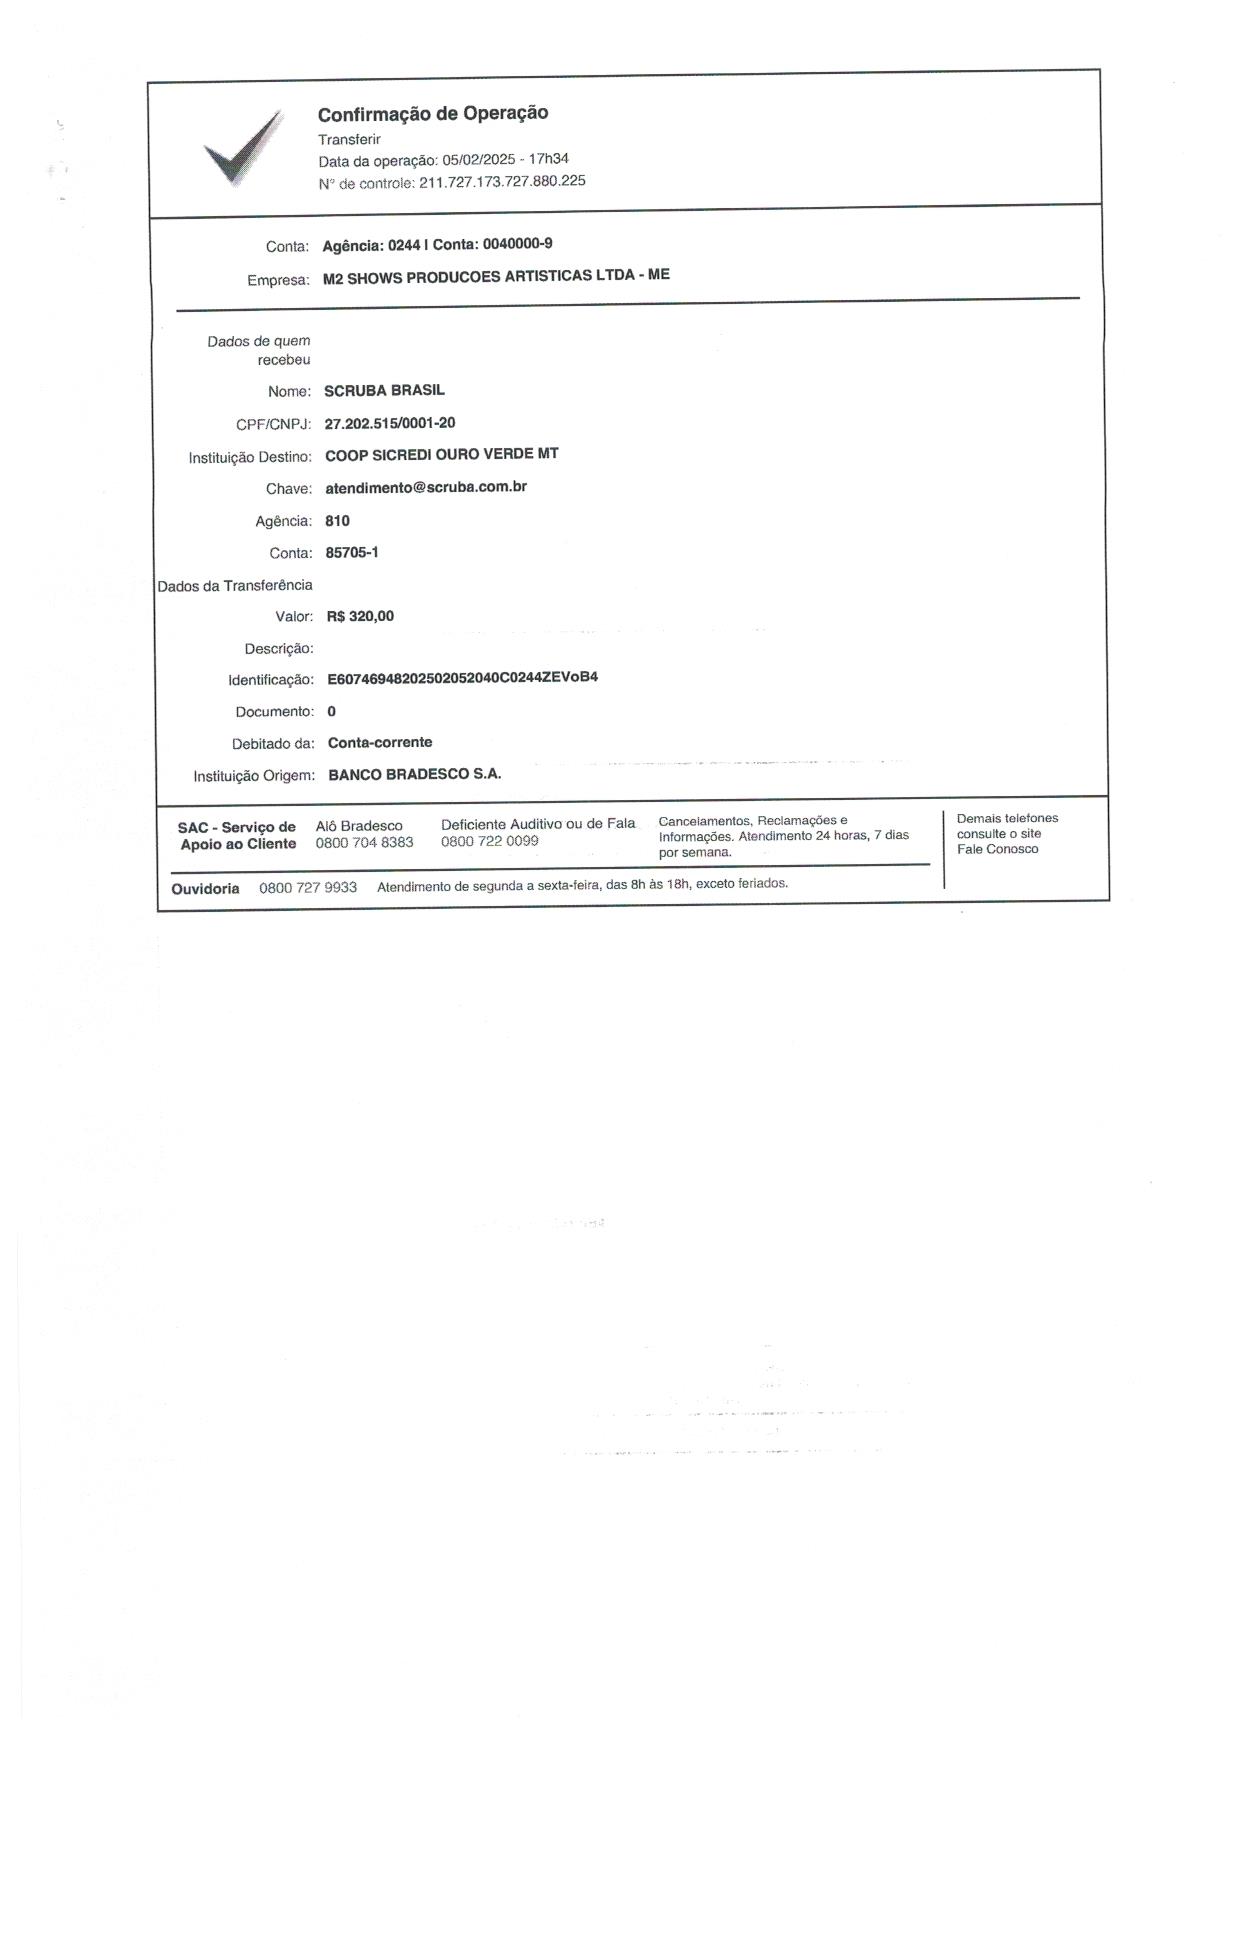 Confirmação de Operação
Transferir
Data da operação: 05/02/2025 - 17h34
N° de controle: 211.727.173.727.880.225
Conta: Agência: 0244 | Conta: 0040000-9
Empresa: M2 SHOWS PRODUCOES ARTISTICAS LTDA - ME
Dados de quem
recebeu
Nome: SCRUBA BRASIL
CPF/CNPJ: 27.202.515/0001-20
Instituição Destino: COOP SICREDI OURO VERDE MT
Chave: atendimento@scruba.com.br
Agência: 810
Conta: 85705-1
Dados da Transferência
Valor: R$ 320,00
Descrição:
Identificação: E60746948202502052040C0244ZEVoB4
Documento: 0
Debitado da: Conta-corrente
Instituição Origem: BANCO BRADESCO S.A.
SAC - Serviço de
Apoio ao Cliente
Alô Bradesco
0800 704 8383
Deficiente Auditivo ou de Fala
0800 722 0099
Cancelamentos, Reclamações e
Informações. Atendimento 24 horas, 7 dias
por semana.
Demais telefones
consulte o site
Fale Conosco
Ouvidoria 0800 727 9933 Atendimento de segunda a sexta-feira, das 8h às 18h, exceto feriados.